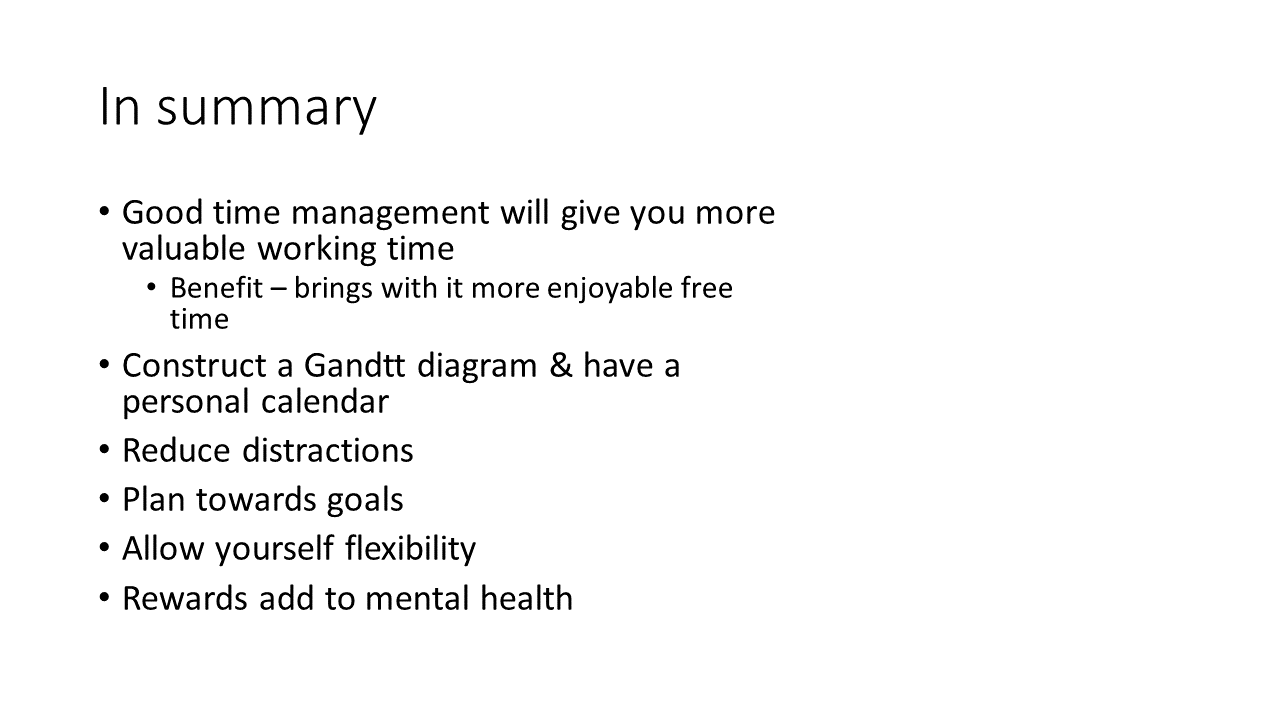 In summary
• Good time management will give you more
valuable working time
• Benefit – brings with it more enjoyable free
time
• Construct a Gandtt diagram & have a
personal calendar
• Reduce distractions
• Plan towards goals
• Allow yourself flexibility
• Rewards add to mental health